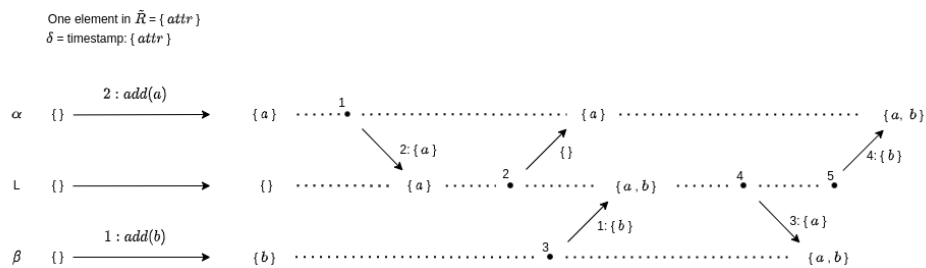 One element in R̃ = { attr }
δ = timestamp: { attr }
2 : add(a)
1
α { } { a } { a } { a, b }
2: { a } { } 4: { b }
2 4 5
L { } { } { a } { a , b }
1: { b } 3: { a }
1 : add(b)
3
β { } { b } { a , b }